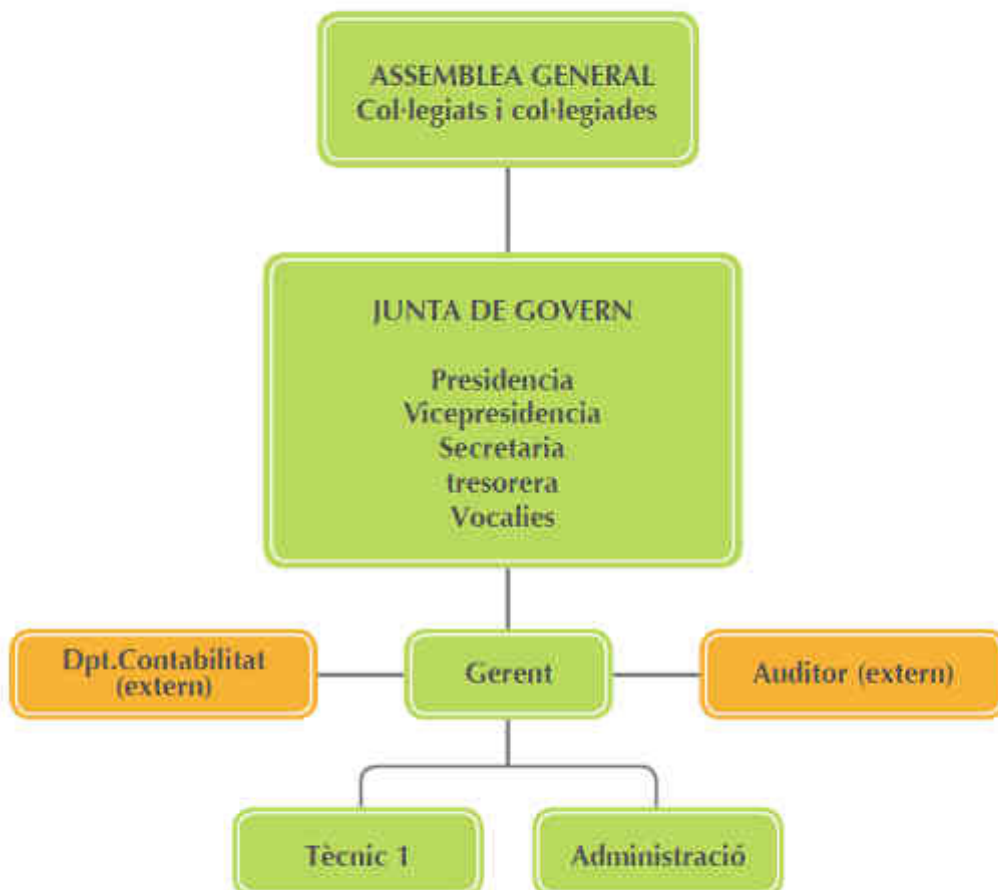 ASSEMBLEA GENERAL
Col·legiats i col·legiades
JUNTA DE GOVERN
Presidencia
Vicepresidencia
Secretaria
tresorera
Vocalies
Dpt.Contabilitat
(extern)
Gerent
Auditor (extern)
Tècnic 1
Administració